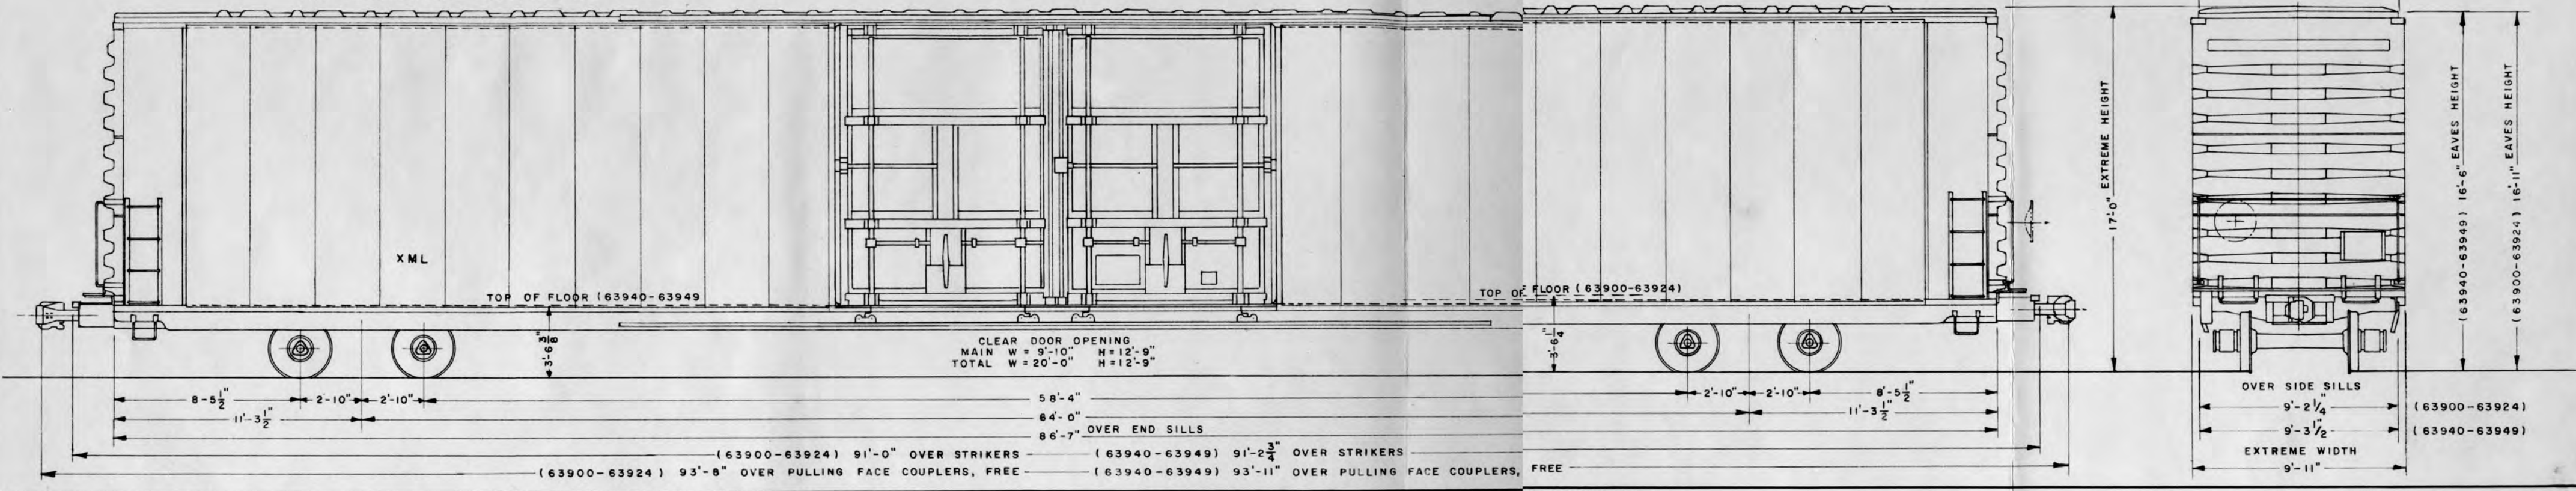 XML
TOP OF FLOOR (63940-63949
TOP OF FLOOR (63900-63924)
3'-6 3/8"
3'-6 1/4"
CLEAR DOOR OPENING
MAIN W = 9'-10" H = 12'-9"
TOTAL W = 20'-0" H = 12'-9"
17'-0" EXTREME HEIGHT
(63940-63949) 16'-6" EAVES HEIGHT
(63900-63924) 16'-11" EAVES HEIGHT
8-5 1/2" 2'-10" 2'-10" 58'-4" 2'-10" 2'-10" 8'-5 1/2"
11'-3 1/2" 64'-0" 11'-3 1/2"
86'-7" OVER END SILLS
(63900-63924) 91'-0" OVER STRIKERS (63940-63949) 91'-2 3/4" OVER STRIKERS
(63900-63924) 93'-8" OVER PULLING FACE COUPLERS, FREE (63940-63949) 93'-11" OVER PULLING FACE COUPLERS, FREE
OVER SIDE SILLS
9'-2 1/4" (63900-63924)
9'-3 1/2 (63940-63949)
EXTREME WIDTH
9'-11"